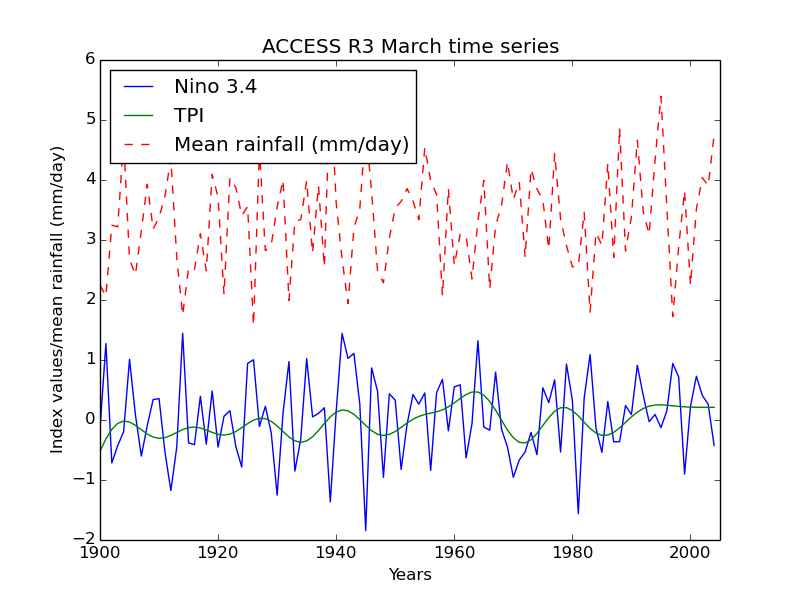 ACCESS R3 March time series
Nino 3.4
TPI
Mean rainfall (mm/day)
Index values/mean rainfall (mm/day)
6
5
4
3
2
1
0
−1
−2
1900 1920 1940 1960 1980 2000
Years